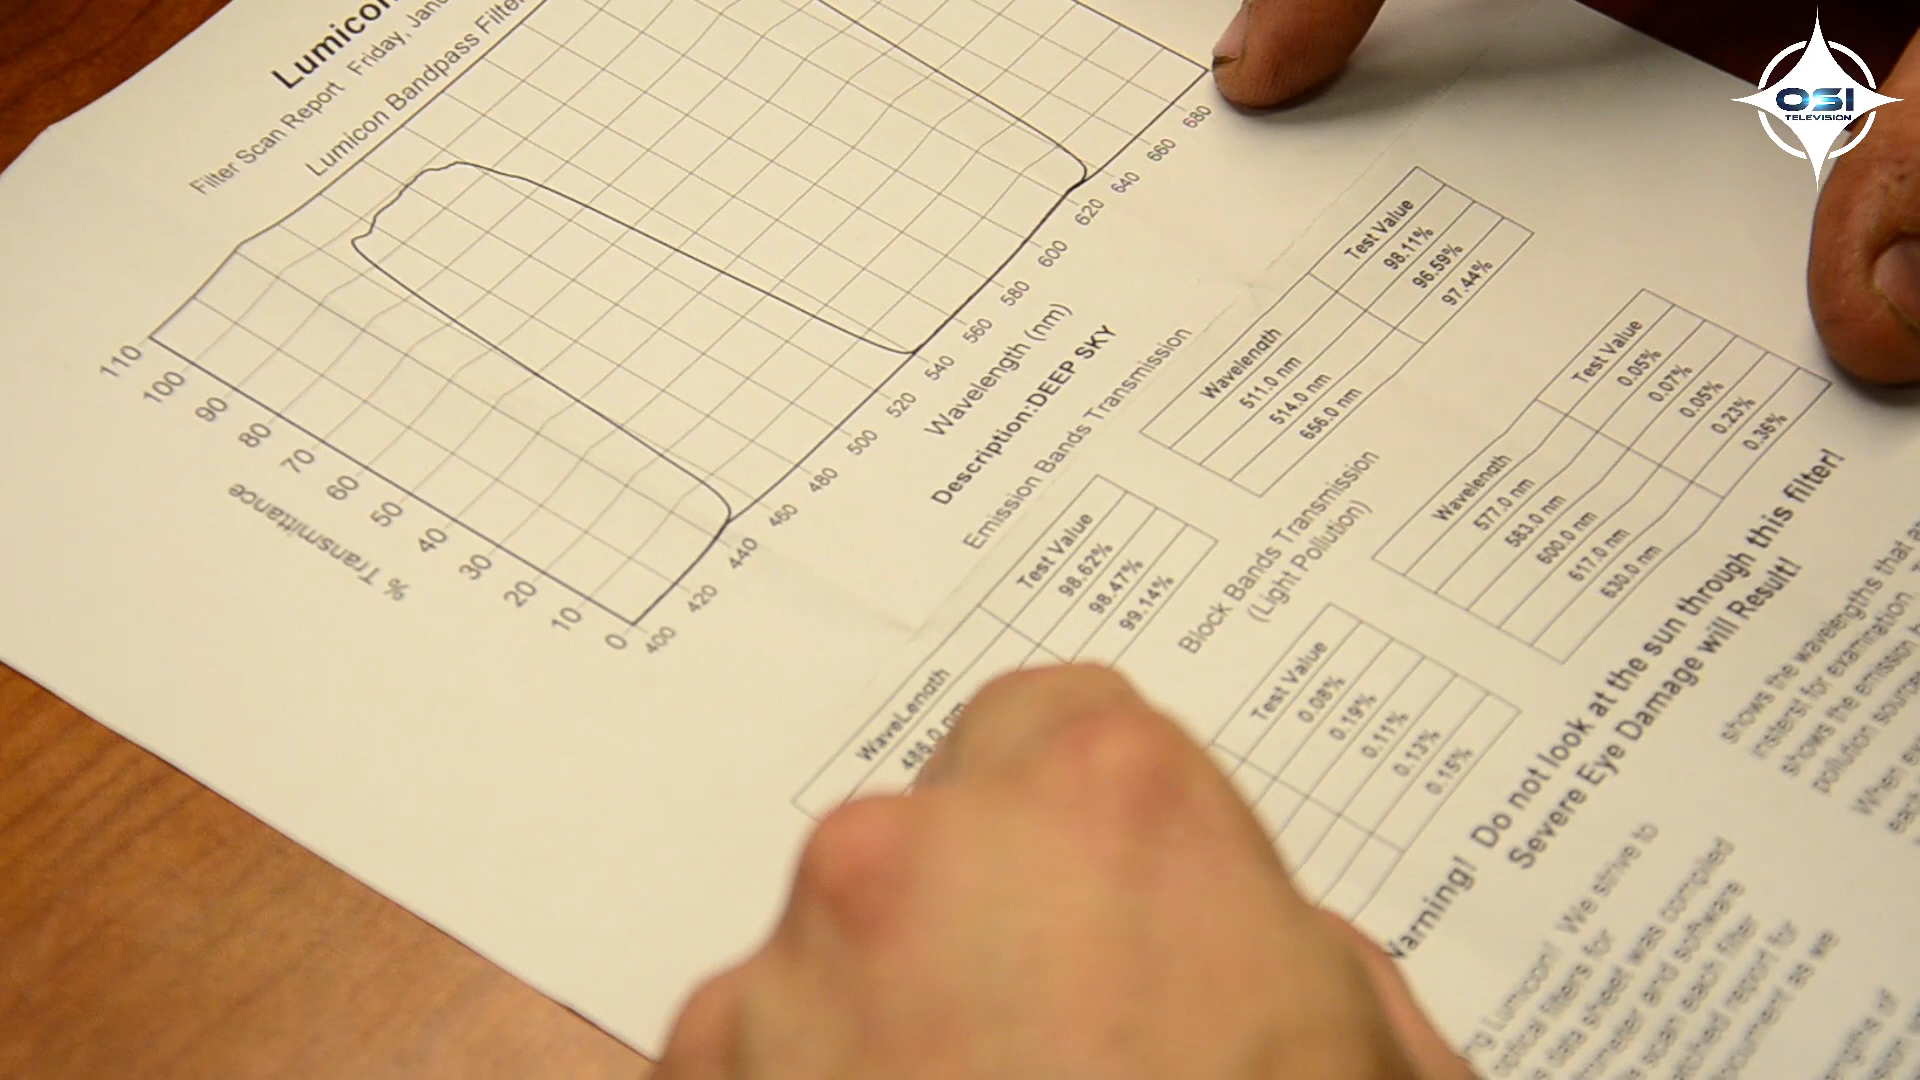 OSI
TELEVISION
Lumicon
Filter Scan Report Friday,
Lumicon Bandpass Filter
110
100
90
80
70
60
50
40
30
20
10
0
% Transmittance
400
420
440
460
480
500
520
540
560
580
600
620
640
660
680
Wavelength (nm)
Description:DEEP SKY
Emission Bands Transmission
WaveLength Test Value
486.0 nm 98.62%
98.47%
99.14%
Wavelength Test Value
511.0 nm 98.11%
514.0 nm 96.59%
656.0 nm 97.44%
Block Bands Transmission
(Light Pollution)
Test Value
0.08%
0.19%
0.11%
0.13%
0.15%
Wavelength Test Value
577.0 nm 0.05%
583.0 nm 0.07%
600.0 nm 0.05%
617.0 nm 0.23%
630.0 nm 0.36%
Warning! Do not look at the sun through this filter!
Severe Eye Damage will Result!
Lumicon! We strive to
optical filters for
data sheet was compiled
and software
scan each filter
report for
document as we
shows the wavelengths that
for examination.
shows the emission
pollution
When